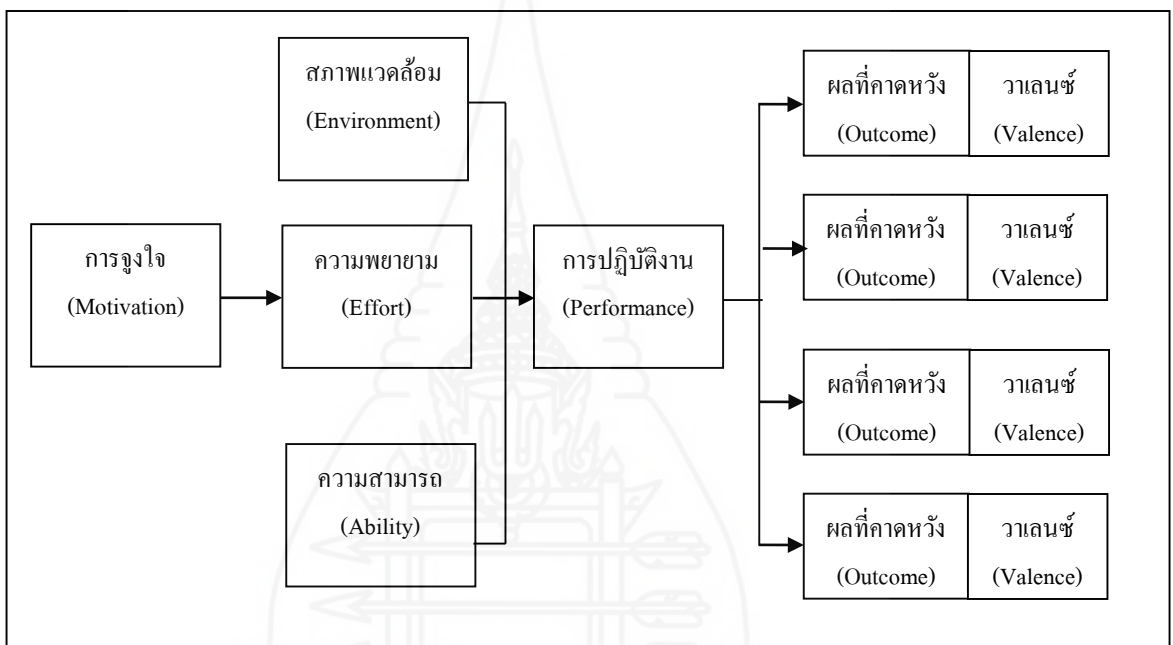 สภาพแวดล้อม
(Environment)
การจูงใจ
(Motivation)
ความพยายาม
(Effort)
ความสามารถ
(Ability)
การปฏิบัติงาน
(Performance)
ผลที่คาดหวัง
(Outcome)
วาเลนซ์
(Valence)
ผลที่คาดหวัง
(Outcome)
วาเลนซ์
(Valence)
ผลที่คาดหวัง
(Outcome)
วาเลนซ์
(Valence)
ผลที่คาดหวัง
(Outcome)
วาเลนซ์
(Valence)